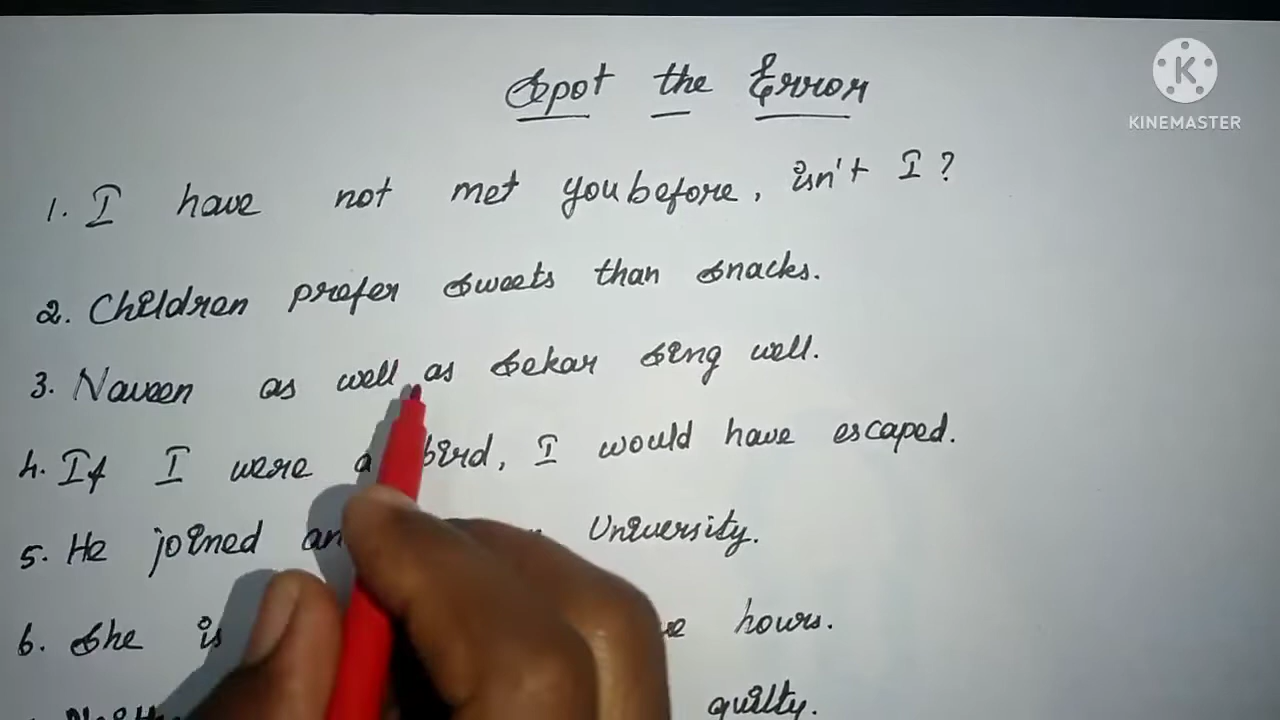 Spot the Error
KINEMASTER
1. I have not met you before, isn't I ?
2. Children prefer sweets than snacks.
3. Naveen as well as Sekar sing well.
4. If I were a bird, I would have escaped.
5. He joined an University.
6. She is hours.
guilty.